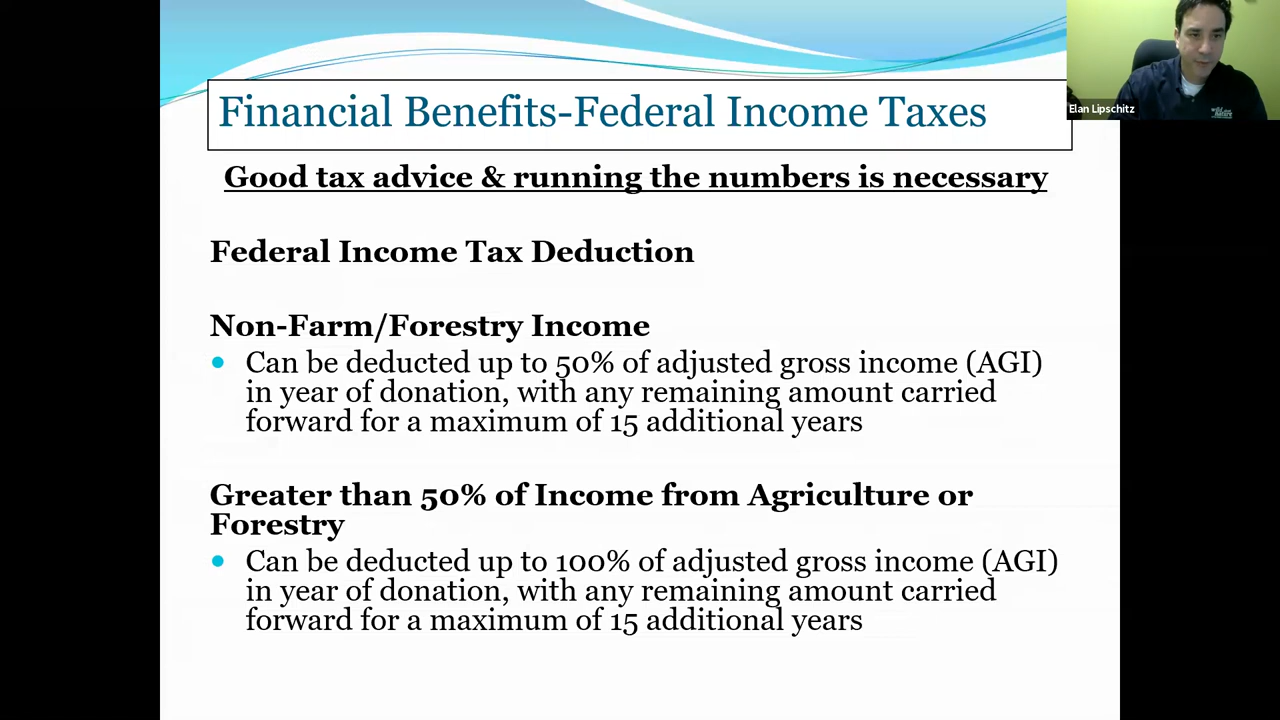 Financial Benefits-Federal Income Taxes
Elan Lipschitz
Good tax advice & running the numbers is necessary
Federal Income Tax Deduction
Non-Farm/Forestry Income
Can be deducted up to 50% of adjusted gross income (AGI)
in year of donation, with any remaining amount carried
forward for a maximum of 15 additional years
Greater than 50% of Income from Agriculture or
Forestry
Can be deducted up to 100% of adjusted gross income (AGI)
in year of donation, with any remaining amount carried
forward for a maximum of 15 additional years